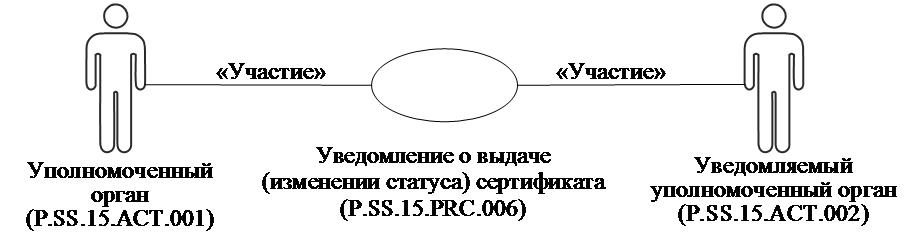 «Участие»
«Участие»
Уполномоченный
орган
(P.SS.15.ACT.001)
Уведомление о выдаче
(изменении статуса) сертификата
(P.SS.15.PRC.006)
Уведомляемый
уполномоченный орган
(P.SS.15.ACT.002)